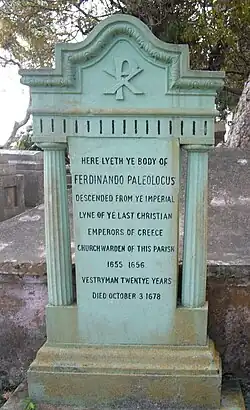 HERE LYETH YE BODY OF
FERDINANDO PALEOLOGUS
DESCENDED FROM YE IMPERIAL
LYNE OF YE LAST CHRISTIAN
EMPERORS OF GREECE
CHURCHWARDEN OF THIS PARISH
1655 1656
VESTRYMAN TWENTYE YEARS
DIED OCTOBER 3 1678